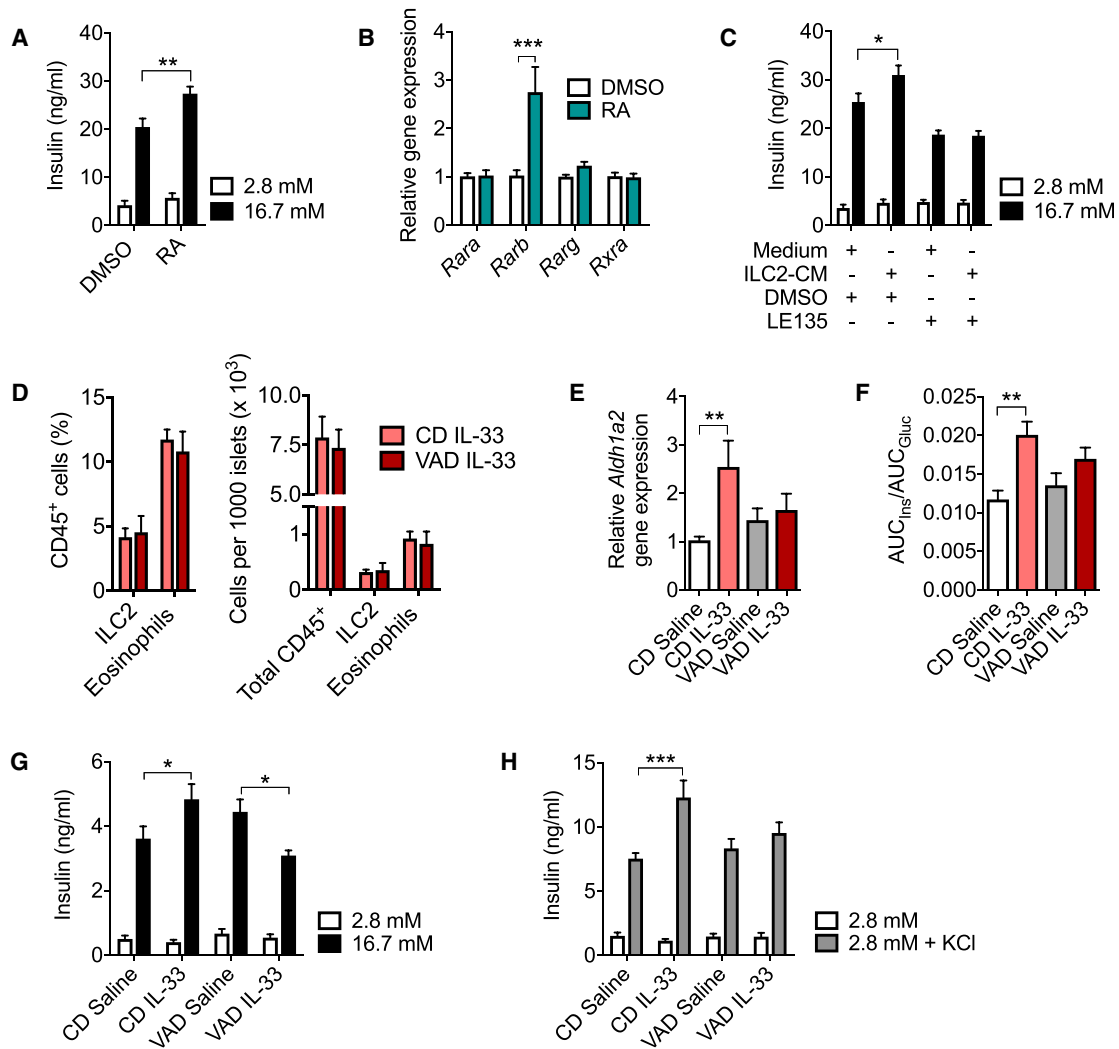 A
Insulin (ng/ml)
40
30
20
10
0
**
DMSO
RA
2.8 mM
16.7 mM
B
Relative gene expression
4
3
2
1
0
***
DMSO
RA
Rara
Rarb
Rarg
Rxra
C
Insulin (ng/ml)
40
30
20
10
0
*
2.8 mM
16.7 mM
Medium + - + -
ILC2-CM - + - +
DMSO + + - -
LE135 - - + +
D
CD45+ cells (%)
15
10
5
0
ILC2
Eosinophils
Cells per 1000 islets (x 10³)
10.0
7.5
5.0
1
0
Total CD45+
ILC2
Eosinophils
CD IL-33
VAD IL-33
E
Relative Aldh1a2
gene expression
4
3
2
1
0
**
CD Saline
CD IL-33
VAD Saline
VAD IL-33
F
AUCIns/AUCGluc
0.025
0.020
0.015
0.010
0.005
0.000
**
CD Saline
CD IL-33
VAD Saline
VAD IL-33
G
Insulin (ng/ml)
6
4
2
0
*
*
CD Saline
CD IL-33
VAD Saline
VAD IL-33
2.8 mM
16.7 mM
H
Insulin (ng/ml)
15
10
5
0
***
CD Saline
CD IL-33
VAD Saline
VAD IL-33
2.8 mM
2.8 mM + KCl